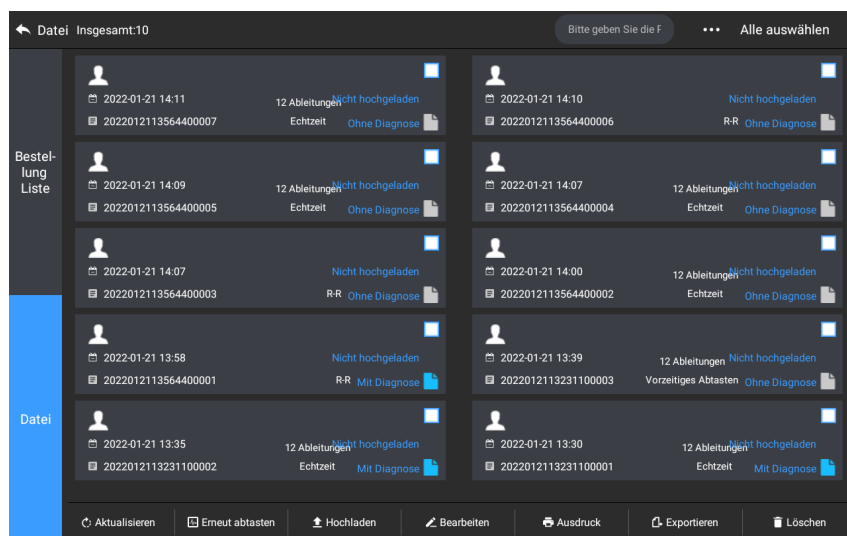 Datei Insgesamt:10
Bitte geben Sie die F
Alle auswählen
Bestel-
lung
Liste
Datei
2022-01-21 14:11 12 Ableitungen Nicht hochgeladen
2022012113564400007 Echtzeit Ohne Diagnose
2022-01-21 14:10 Nicht hochgeladen
2022012113564400006 R-R Ohne Diagnose
2022-01-21 14:09 12 Ableitungen Nicht hochgeladen
2022012113564400005 Echtzeit Ohne Diagnose
2022-01-21 14:07 12 Ableitungen Nicht hochgeladen
2022012113564400004 Echtzeit Ohne Diagnose
2022-01-21 14:07 Nicht hochgeladen
2022012113564400003 R-R Ohne Diagnose
2022-01-21 14:00 12 Ableitungen Nicht hochgeladen
2022012113564400002 Echtzeit Ohne Diagnose
2022-01-21 13:58 Nicht hochgeladen
2022012113564400001 R-R Mit Diagnose
2022-01-21 13:39 12 Ableitungen Nicht hochgeladen
2022012113231100003 Vorzeitiges Abtasten Ohne Diagnose
2022-01-21 13:35 12 Ableitungen Nicht hochgeladen
2022012113231100002 Echtzeit Mit Diagnose
2022-01-21 13:30 12 Ableitungen Nicht hochgeladen
2022012113231100001 Echtzeit Mit Diagnose
Aktualisieren Erneut abtasten Hochladen Bearbeiten Ausdruck Exportieren Löschen